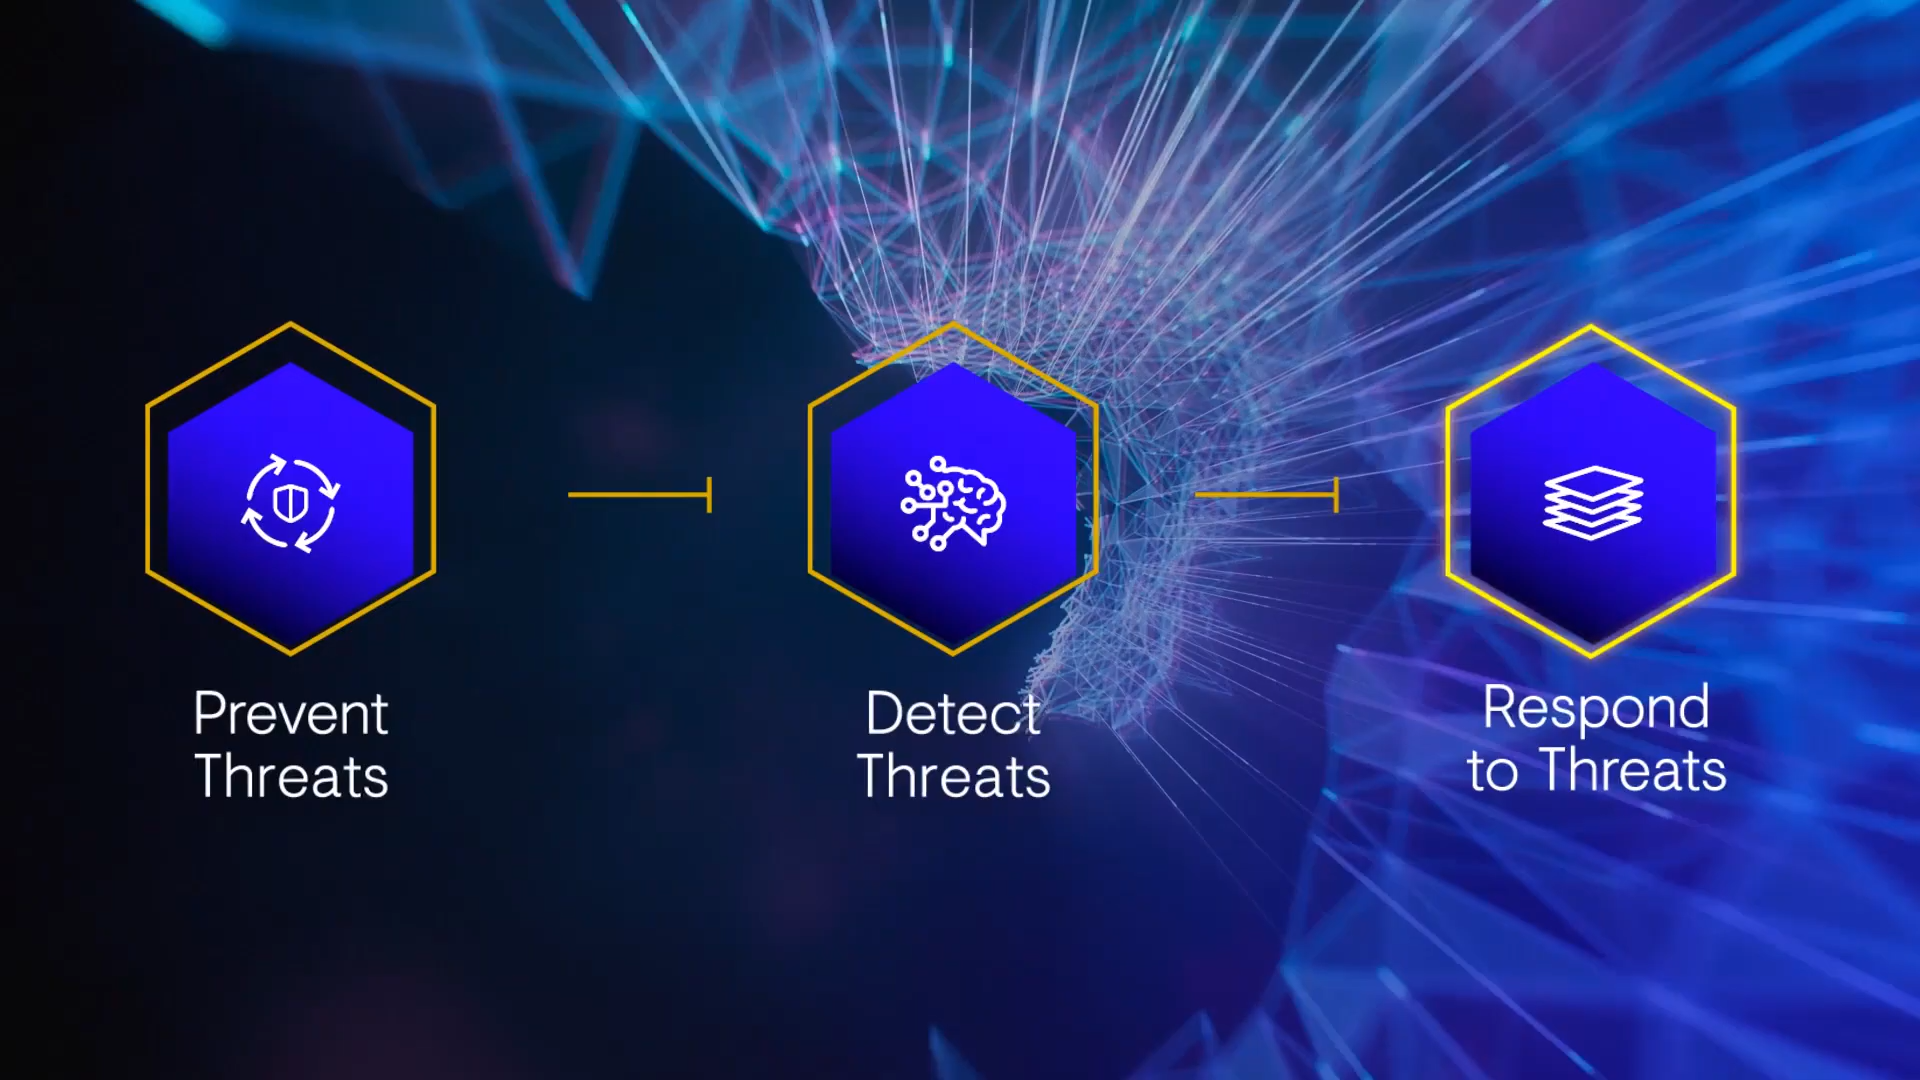 Prevent
Threats
Detect
Threats
Respond
to Threats